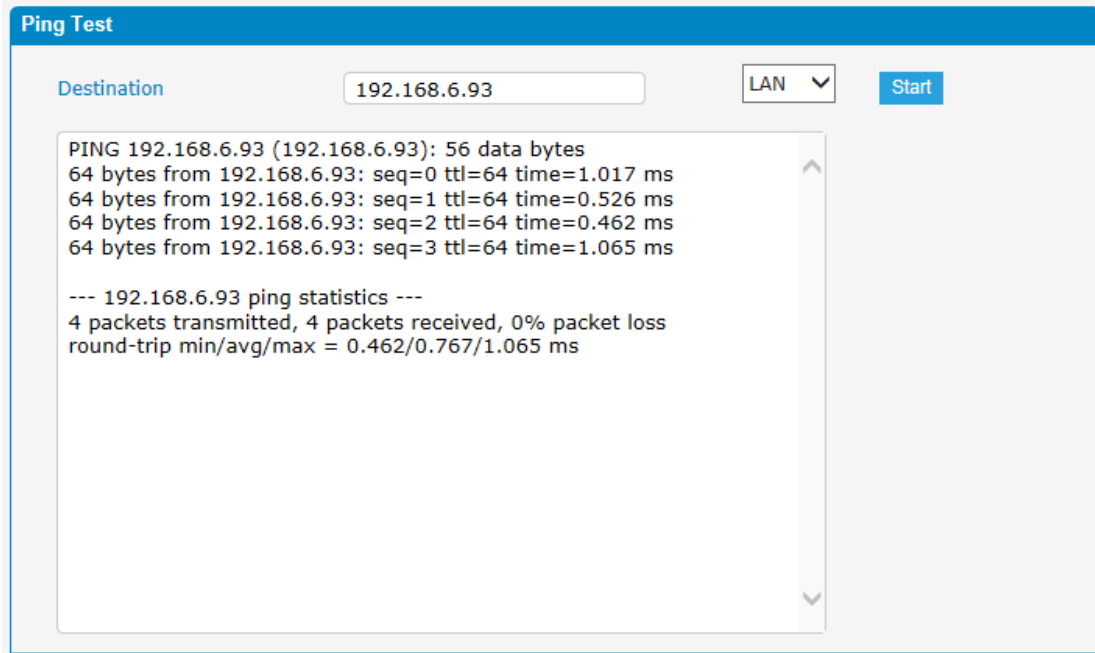 Ping Test
Destination 192.168.6.93 LAN Start
PING 192.168.6.93 (192.168.6.93): 56 data bytes
64 bytes from 192.168.6.93: seq=0 ttl=64 time=1.017 ms
64 bytes from 192.168.6.93: seq=1 ttl=64 time=0.526 ms
64 bytes from 192.168.6.93: seq=2 ttl=64 time=0.462 ms
64 bytes from 192.168.6.93: seq=3 ttl=64 time=1.065 ms
--- 192.168.6.93 ping statistics ---
4 packets transmitted, 4 packets received, 0% packet loss
round-trip min/avg/max = 0.462/0.767/1.065 ms